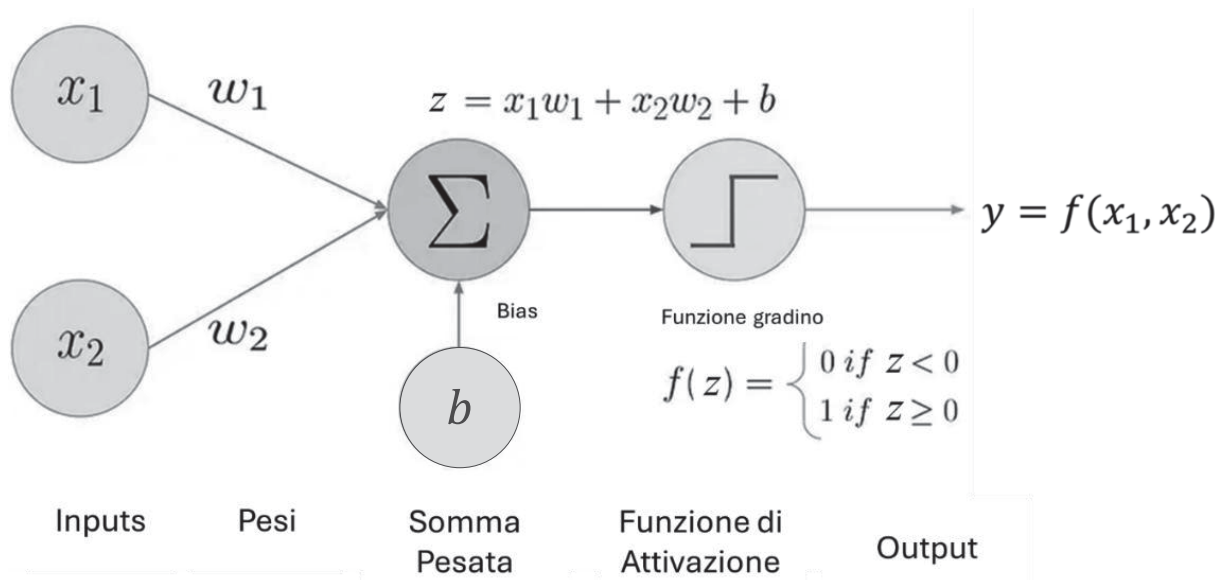 x₁
w₁
z = x₁w₁ + x₂w₂ + b
Σ
y = f(x₁, x₂)
x₂
w₂
Bias
b
Funzione gradino
f(z) = { 0 if z < 0
1 if z ≥ 0
Inputs
Pesi
Somma
Pesata
Funzione di
Attivazione
Output